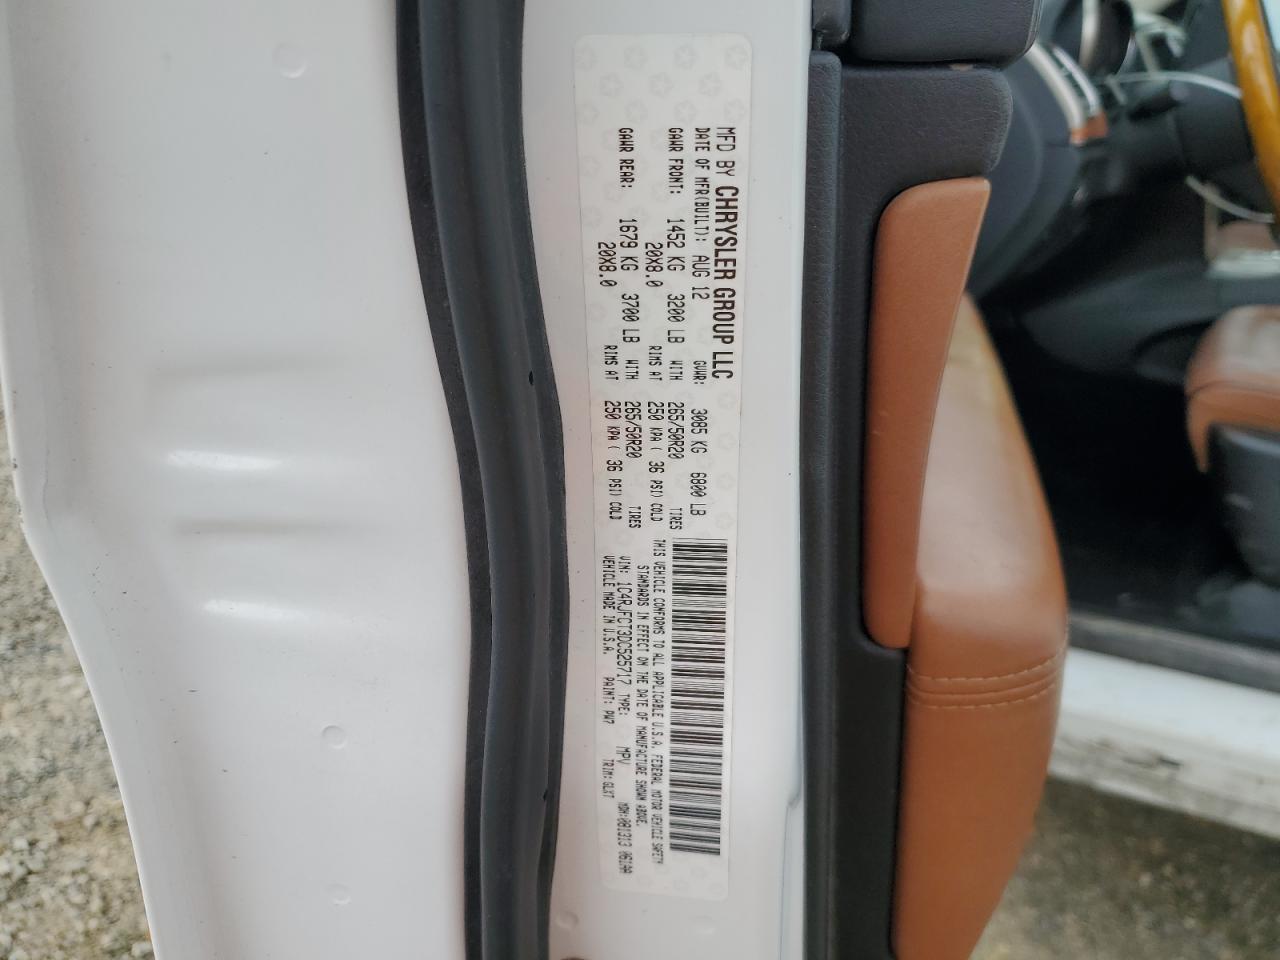 MFD BY CHRYSLER GROUP LLC
DATE OF MFR(BUILT): AUG 12 GVWR: 3085 KG 6800 LB
GAWR FRONT: 1452 KG 3200 LB WITH 265/50R20 TIRES
20X8.0 RIMS AT 250 KPA ( 36 PSI) COLD
GAWR REAR: 1679 KG 3700 LB WITH 265/50R20 TIRES
20X8.0 RIMS AT 250 KPA ( 36 PSI) COLD
THIS VEHICLE CONFORMS TO ALL APPLICABLE U.S.A. FEDERAL MOTOR VEHICLE SAFETY
STANDARDS IN EFFECT ON THE DATE OF MANUFACTURE SHOWN ABOVE.
VIN: 1C4RJFCT3DC525717 TYPE: MPV MDH:081313 061AA
VEHICLE MADE IN U.S.A. PAINT: PW7 TRIM:GLX7